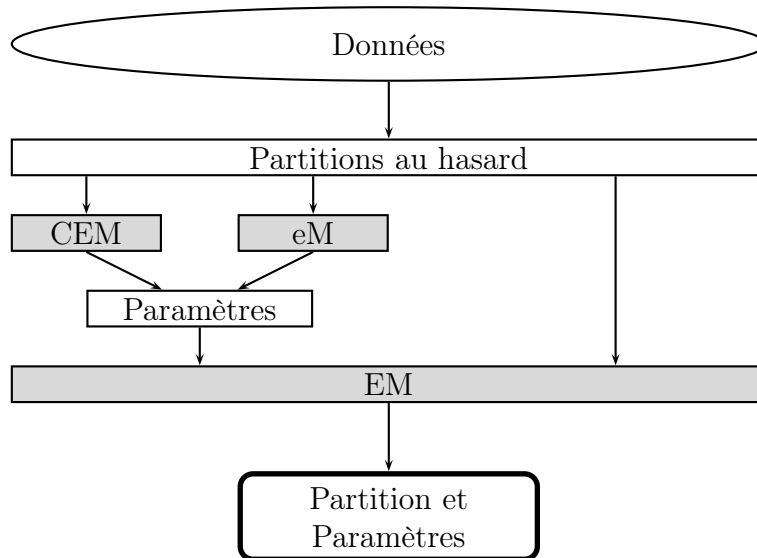 Données
Partitions au hasard
CEM
eM
Paramètres
EM
Partition et
Paramètres